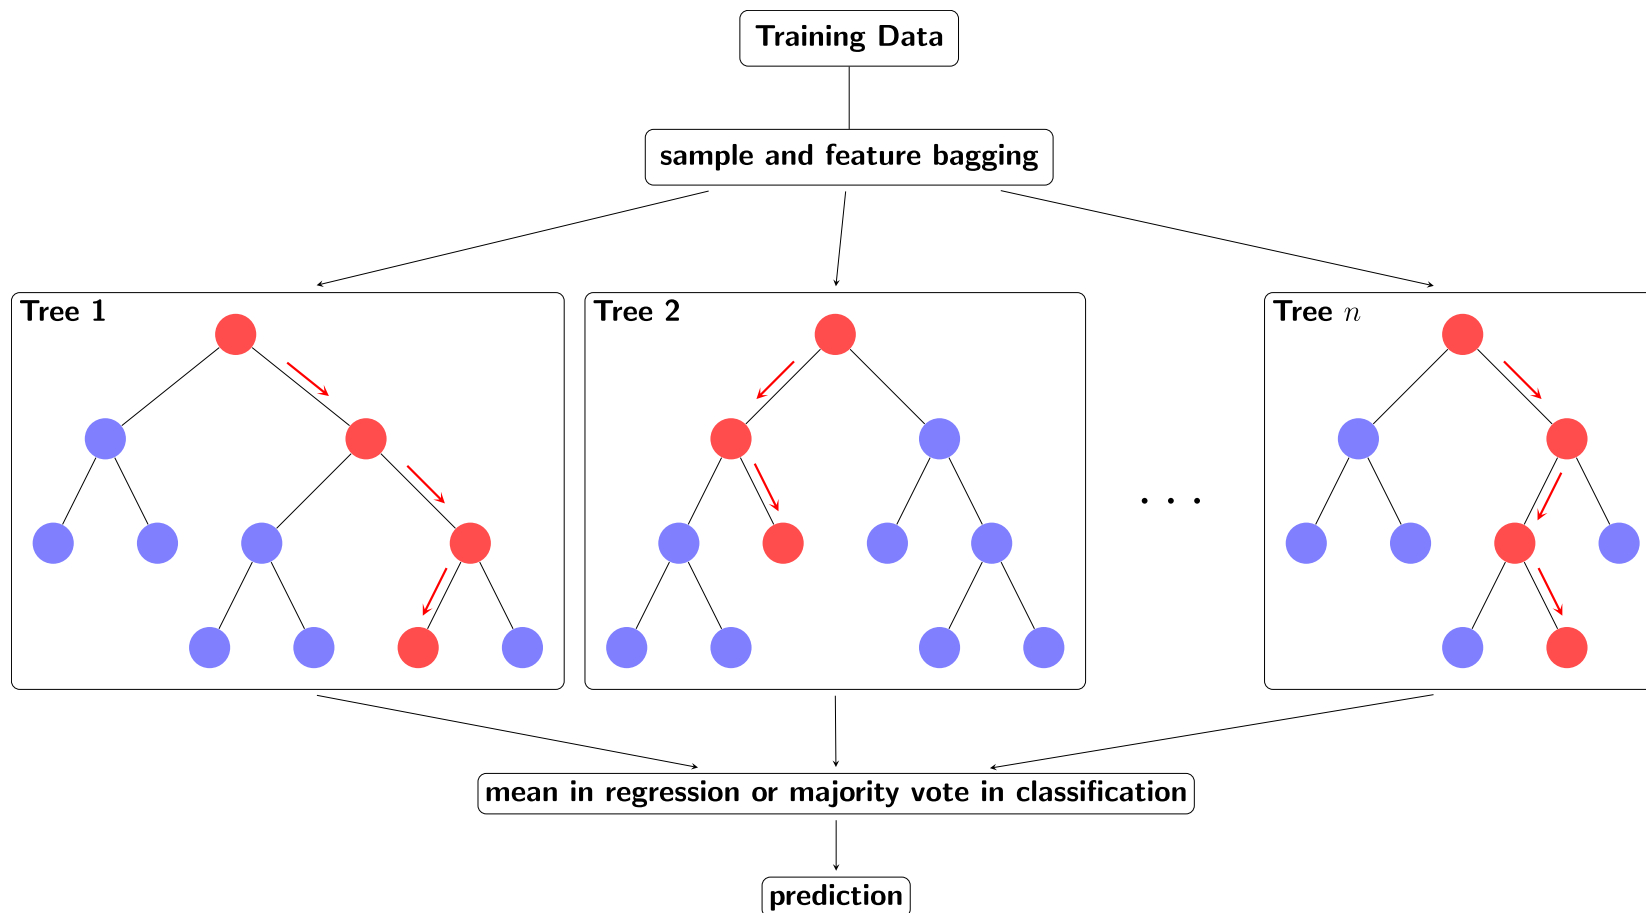 Training Data
sample and feature bagging
Tree 1
Tree 2
. . .
Tree n
mean in regression or majority vote in classification
prediction